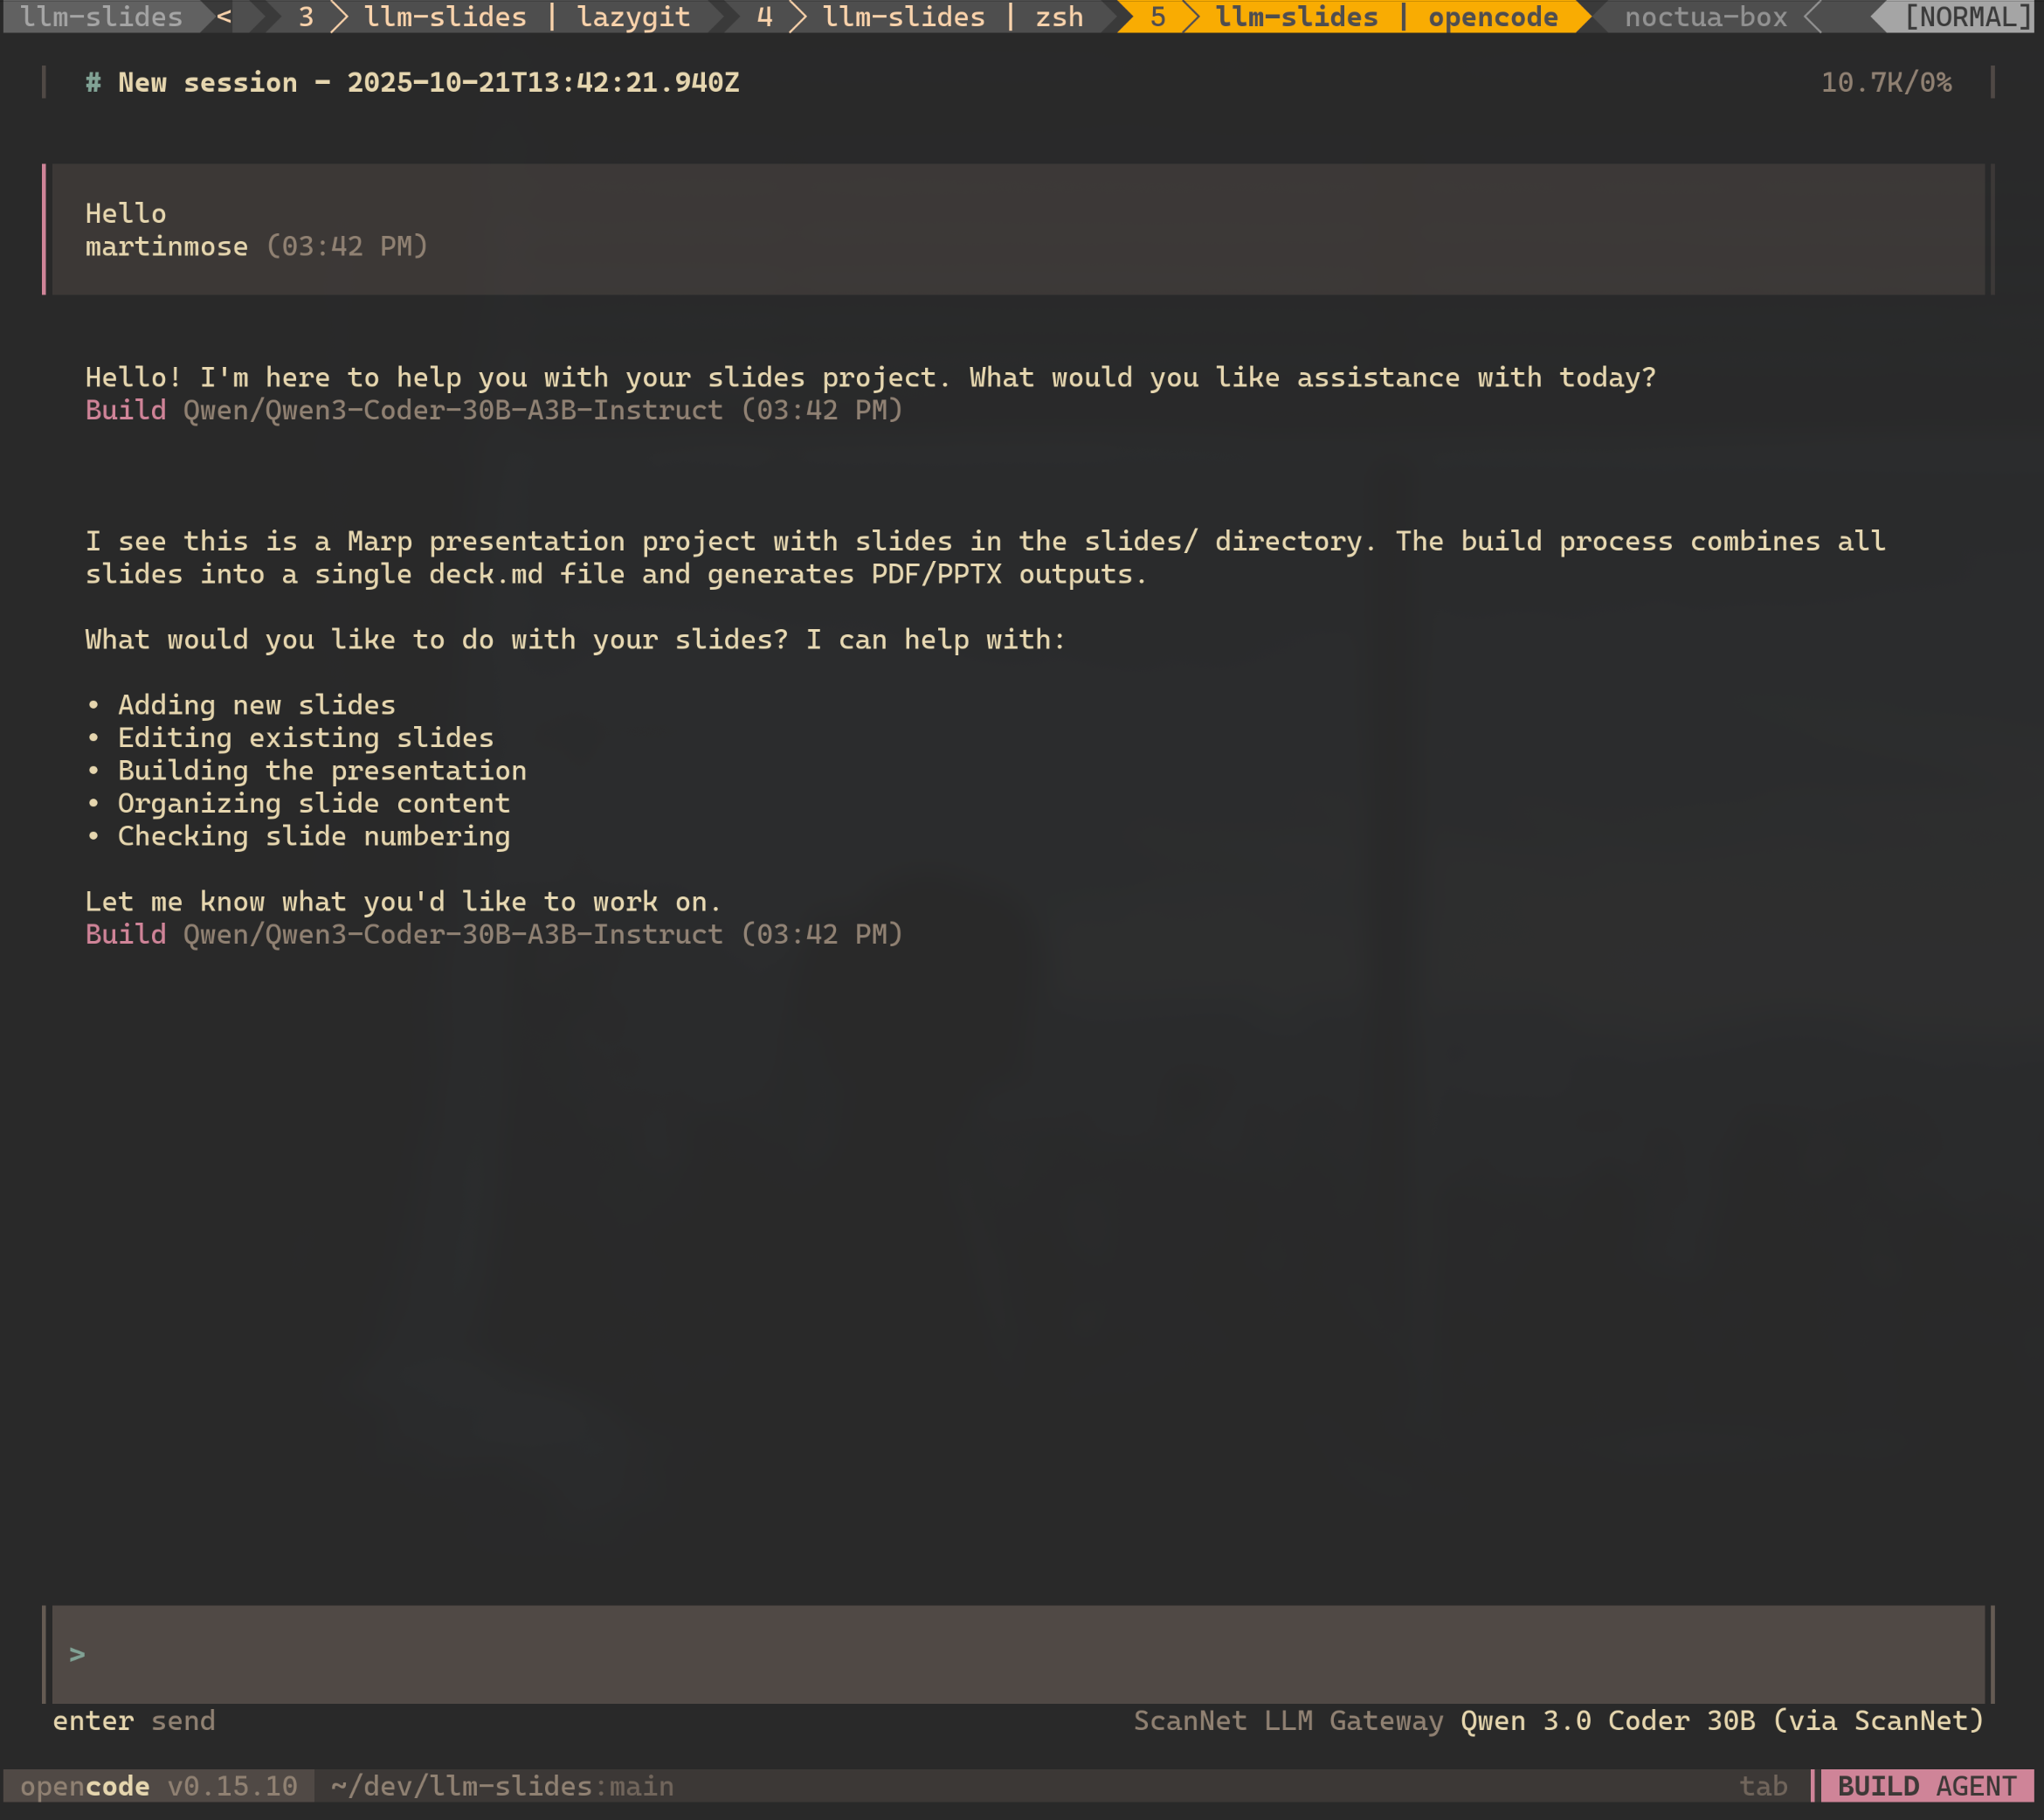 llm-slides < 3 llm-slides | lazygit 4 llm-slides | zsh 5 llm-slides | opencode noctua-box [NORMAL]
# New session - 2025-10-21T13:42:21.940Z 10.7K/0%
Hello
martinmose (03:42 PM)
Hello! I'm here to help you with your slides project. What would you like assistance with today?
Build Qwen/Qwen3-Coder-30B-A3B-Instruct (03:42 PM)
I see this is a Marp presentation project with slides in the slides/ directory. The build process combines all
slides into a single deck.md file and generates PDF/PPTX outputs.
What would you like to do with your slides? I can help with:
• Adding new slides
• Editing existing slides
• Building the presentation
• Organizing slide content
• Checking slide numbering
Let me know what you'd like to work on.
Build Qwen/Qwen3-Coder-30B-A3B-Instruct (03:42 PM)
>
enter send ScanNet LLM Gateway Qwen 3.0 Coder 30B (via ScanNet)
opencode v0.15.10 ~/dev/llm-slides:main tab BUILD AGENT